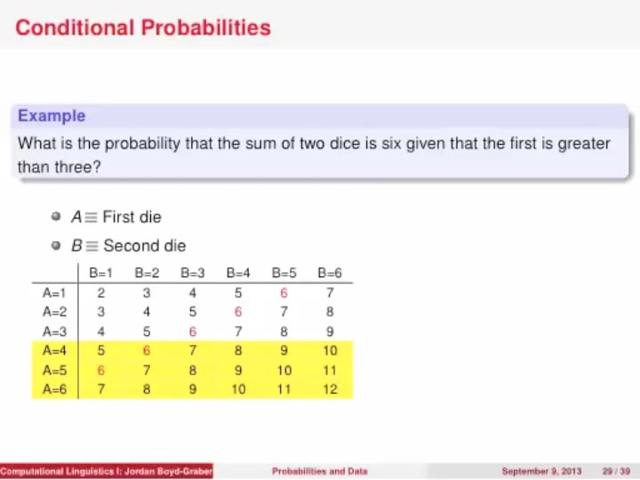 Conditional Probabilities
Example
What is the probability that the sum of two dice is six given that the first is greater
than three?
A≡ First die
B≡ Second die
B=1 B=2 B=3 B=4 B=5 B=6
A=1 2 3 4 5 6 7
A=2 3 4 5 6 7 8
A=3 4 5 6 7 8 9
A=4 5 6 7 8 9 10
A=5 6 7 8 9 10 11
A=6 7 8 9 10 11 12
Computational Linguistics I: Jordan Boyd-Graber Probabilities and Data September 9, 2013 29 / 39